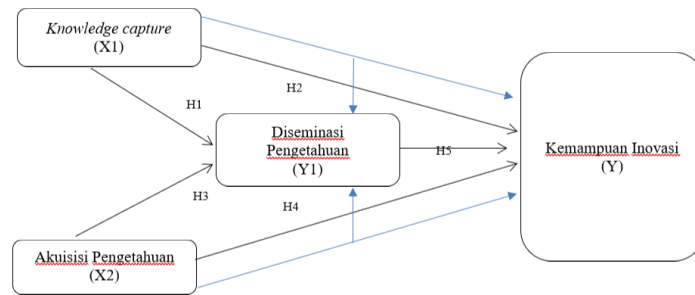 Knowledge capture
(X1)
H2
H1
Diseminasi
Pengetahuan
(Y1)
H5
Kemampuan Inovasi
(Y)
H3
H4
Akuisisi Pengetahuan
(X2)